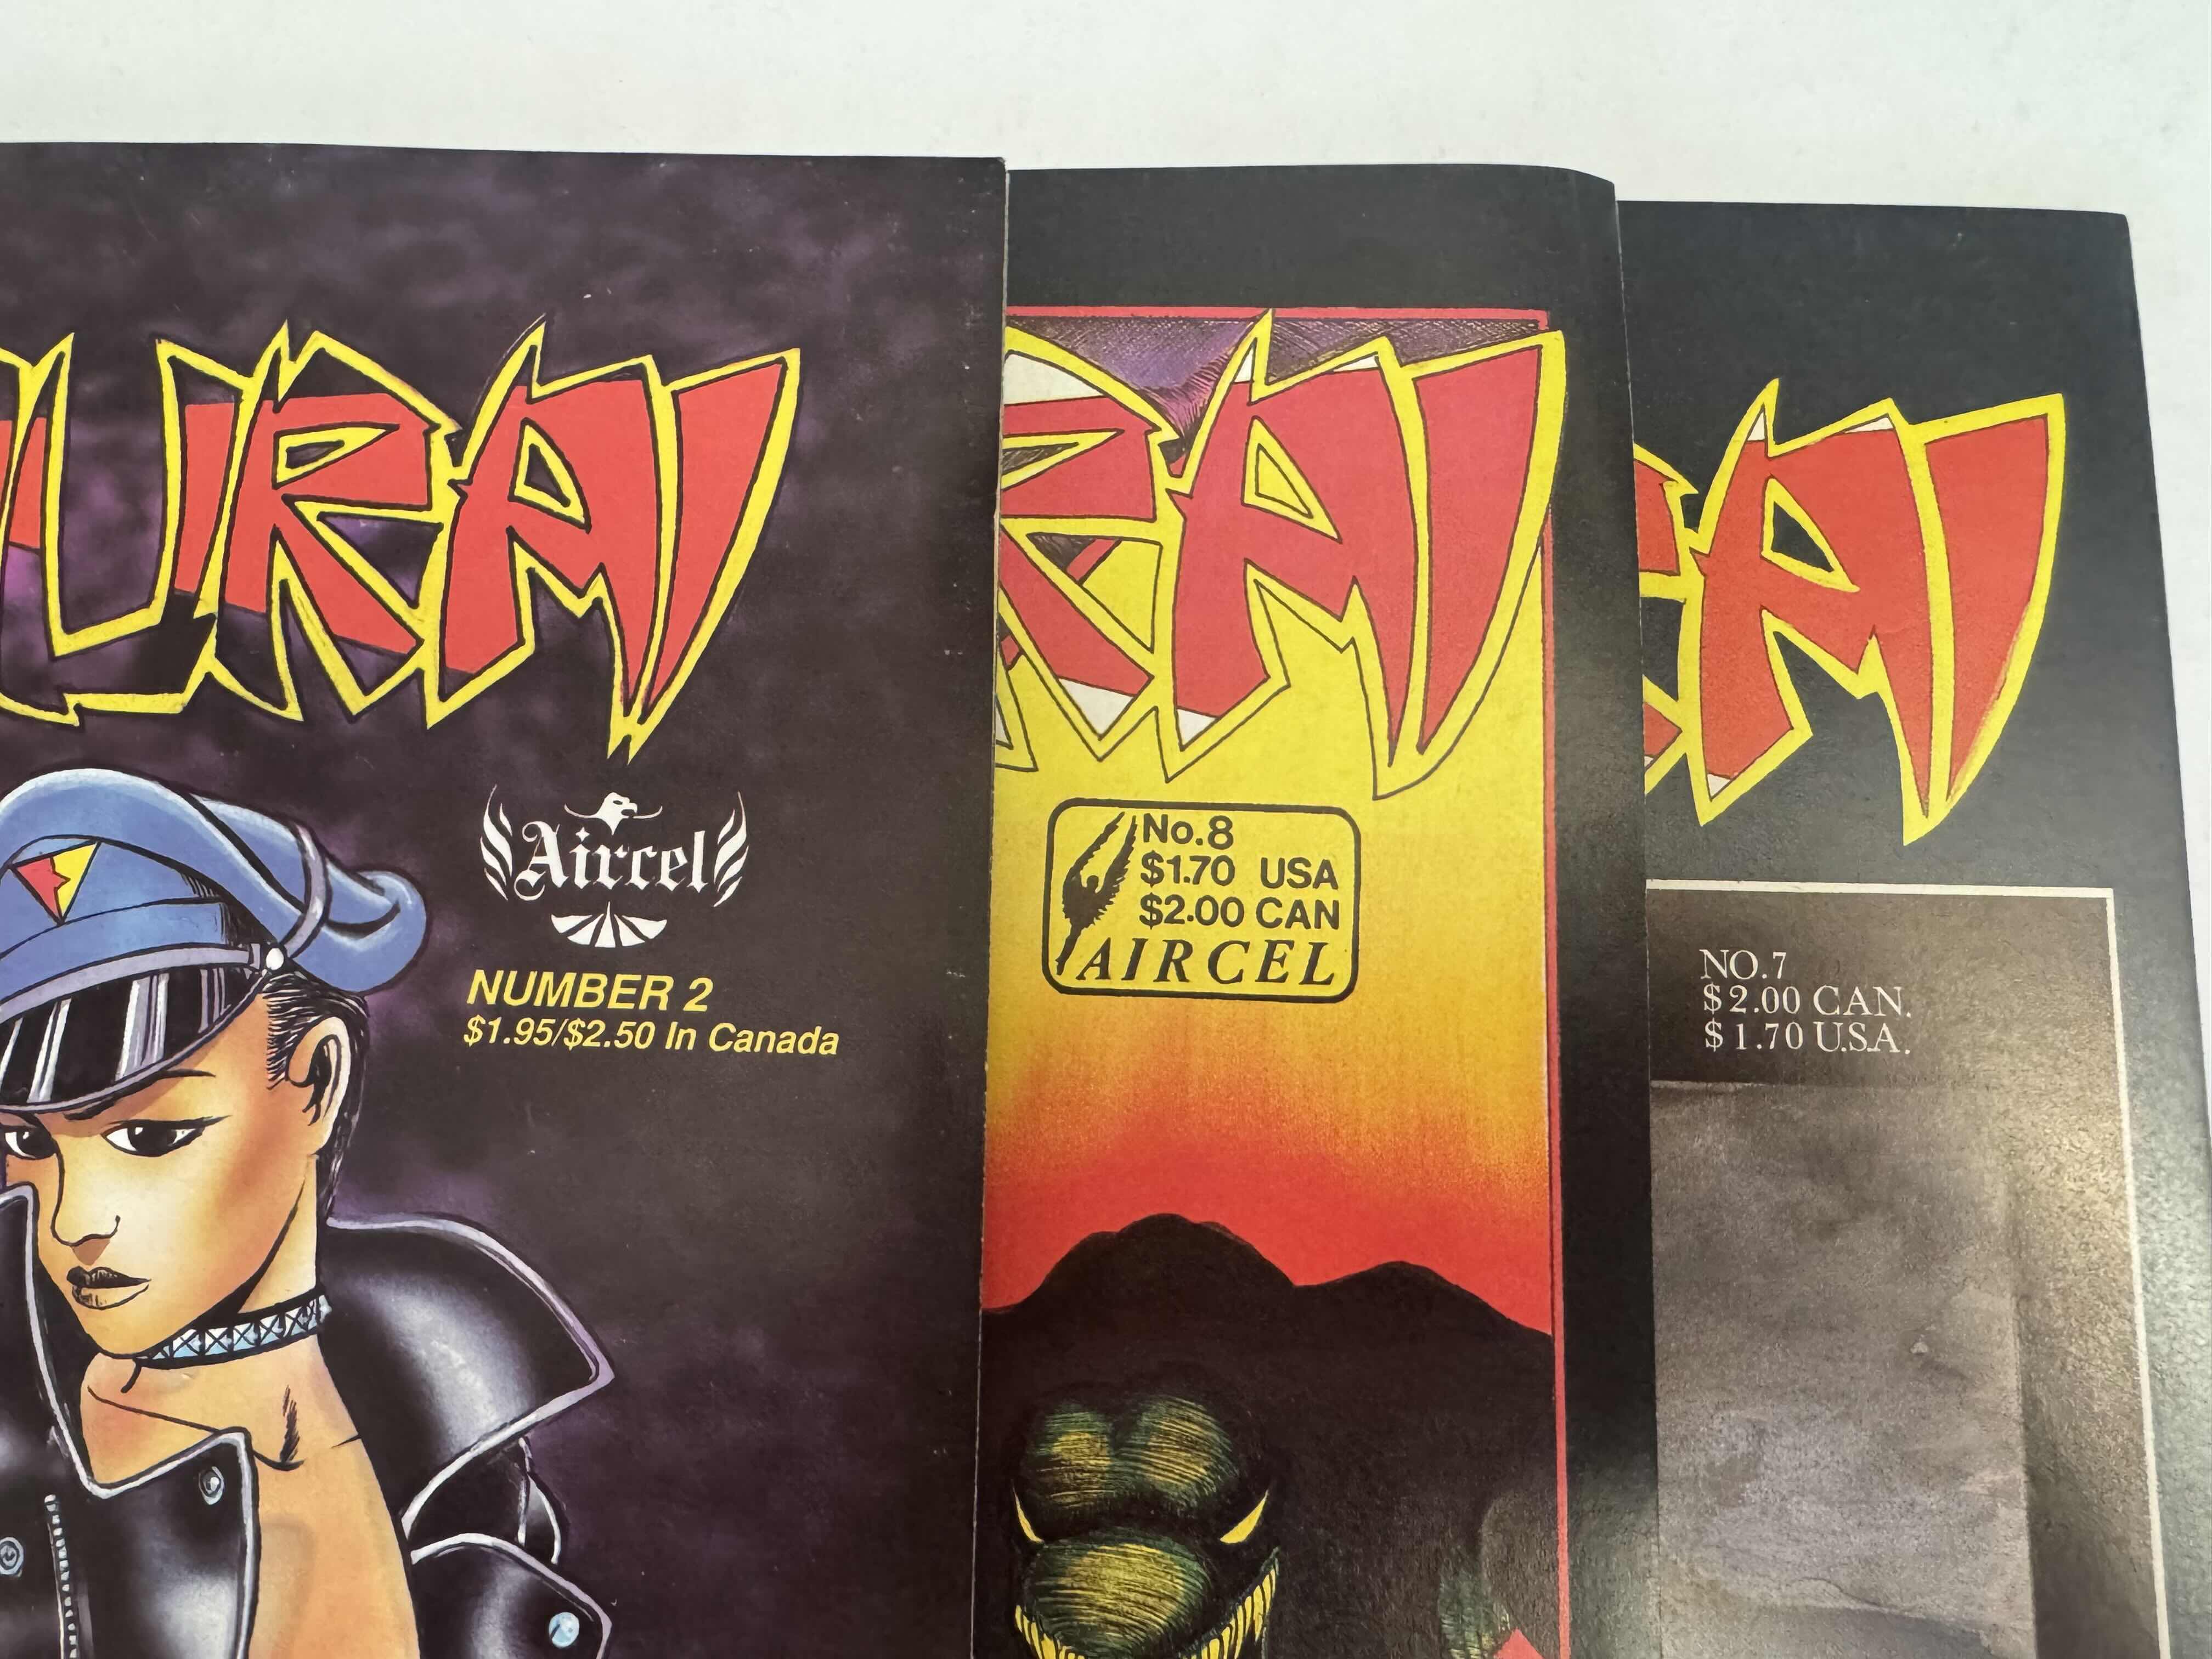 URAI
Aircel
NUMBER 2
$1.95/$2.50 In Canada
RAI
No.8
$1.70 USA
$2.00 CAN
AIRCEL
RAI
NO.7
$2.00 CAN.
$1.70 U.S.A.